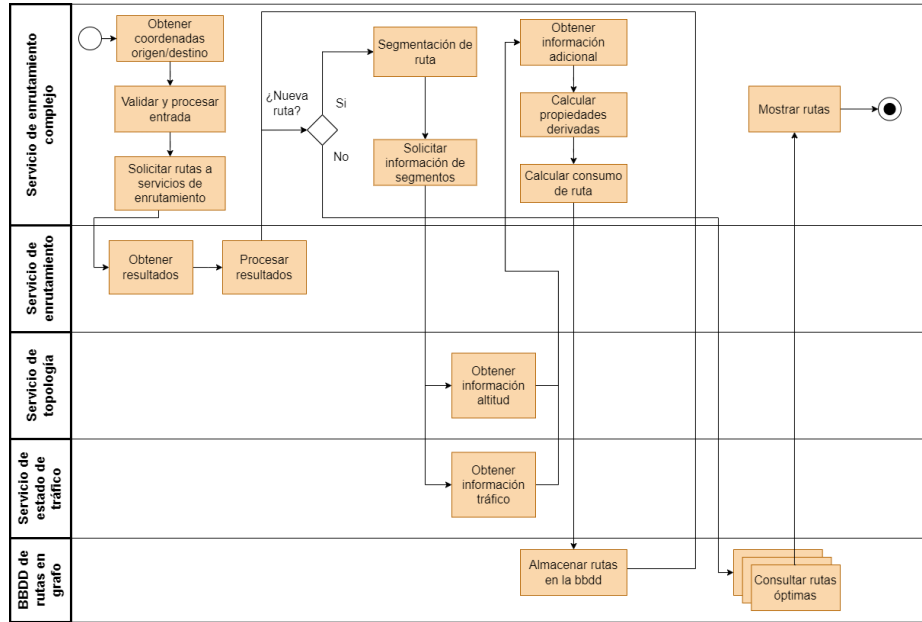 Servicio de enrutamiento
complejo
Obtener
coordenadas
origen/destino
Validar y procesar
entrada
Solicitar rutas a
servicios de
enrutamiento
¿Nueva
ruta?
Si
No
Segmentación de
ruta
Solicitar
información de
segmentos
Obtener
información
adicional
Calcular
propiedades
derivadas
Calcular consumo
de ruta
Mostrar rutas
Servicio de
enrutamiento
Obtener
resultados
Procesar
resultados
Servicio de
topología
Obtener
información
altitud
Servicio de
estado de
tráfico
Obtener
información
tráfico
BBDD de
rutas en
grafo
Almacenar rutas
en la bbdd
Consultar rutas
óptimas